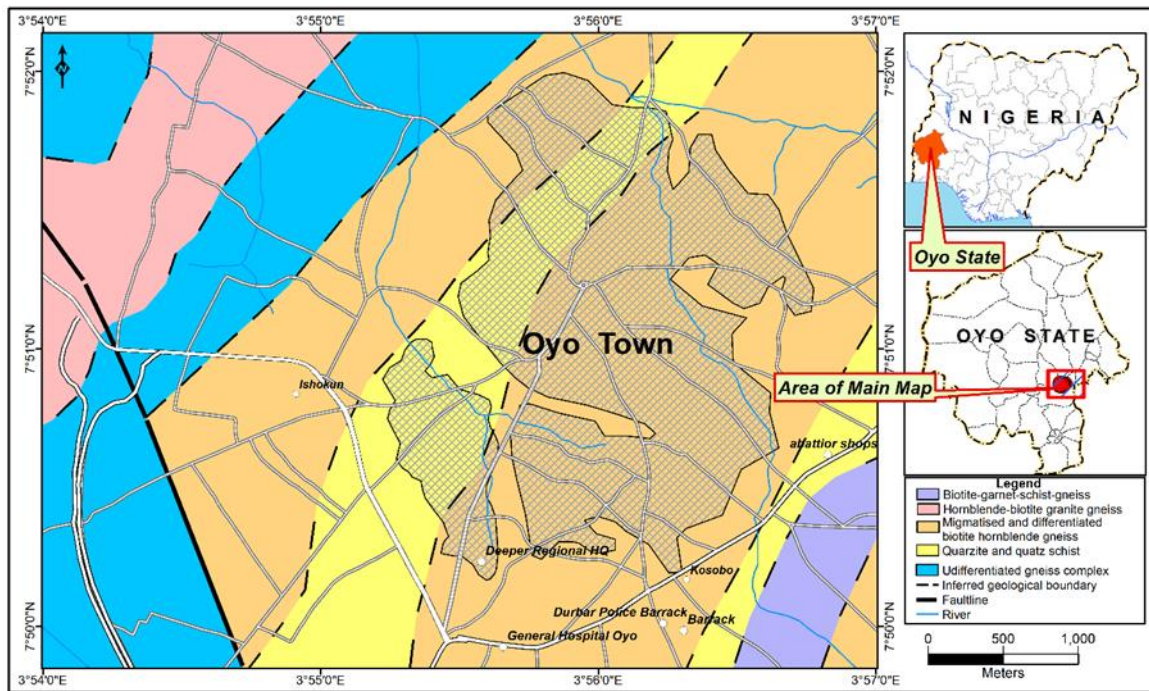 3°54'0"E
3°55'0"E
3°56'0"E
3°57'0"E
7°52'0"N
7°52'0"N
N
NIGERIA
Oyo State
7°51'0"N
7°51'0"N
Oyo Town
OYO STATE
Ishokun
Area of Main Map
abattior shops
Deeper Regional HQ
Kosobo
Durbar Police Barrack
Barrack
General Hospital Oyo
7°50'0"N
7°50'0"N
3°54'0"E
3°55'0"E
3°56'0"E
3°57'0"E
Legend
Biotite-garnet-schist-gneiss
Hornblende-biotite granite gneiss
Migmatised and differentiated
biotite hornblende gneiss
Quarzite and quatz schist
Udifferentiated gneiss complex
Inferred geological boundary
Faultline
River
0 500 1,000
Meters